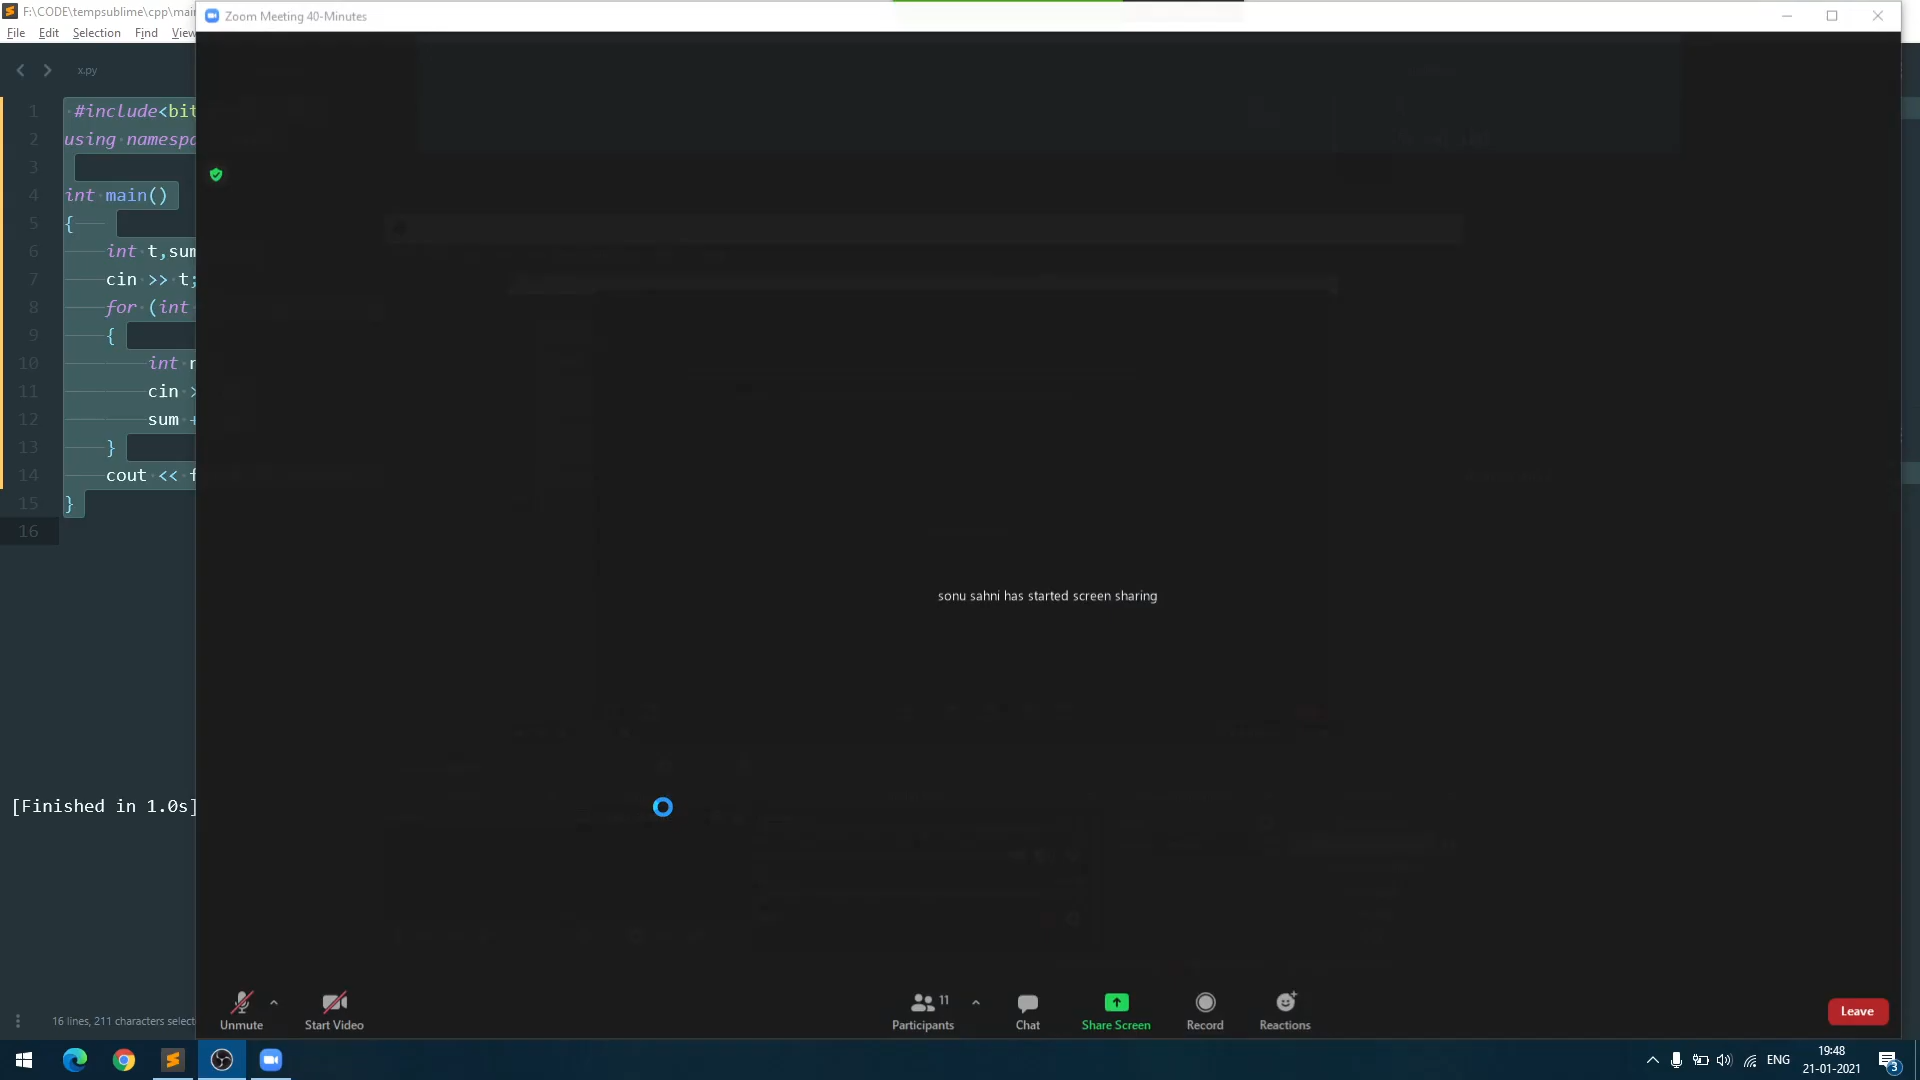 F:\CODE\tempsublime\cpp\main
Zoom Meeting 40-Minutes
File Edit Selection Find View
x.py
1 #include<bit
2 using namespa
3
4 int main()
5 {
6 int t,sum
7 cin >> t;
8 for (int
9 {
10 int n
11 cin >
12 sum +
13 }
14 cout << f
15 }
16
sonu sahni has started screen sharing
[Finished in 1.0s]
16 lines, 211 characters select
Unmute
Start Video
11
Participants
Chat
Share Screen
Record
Reactions
Leave
ENG
19:48
21-01-2021
3